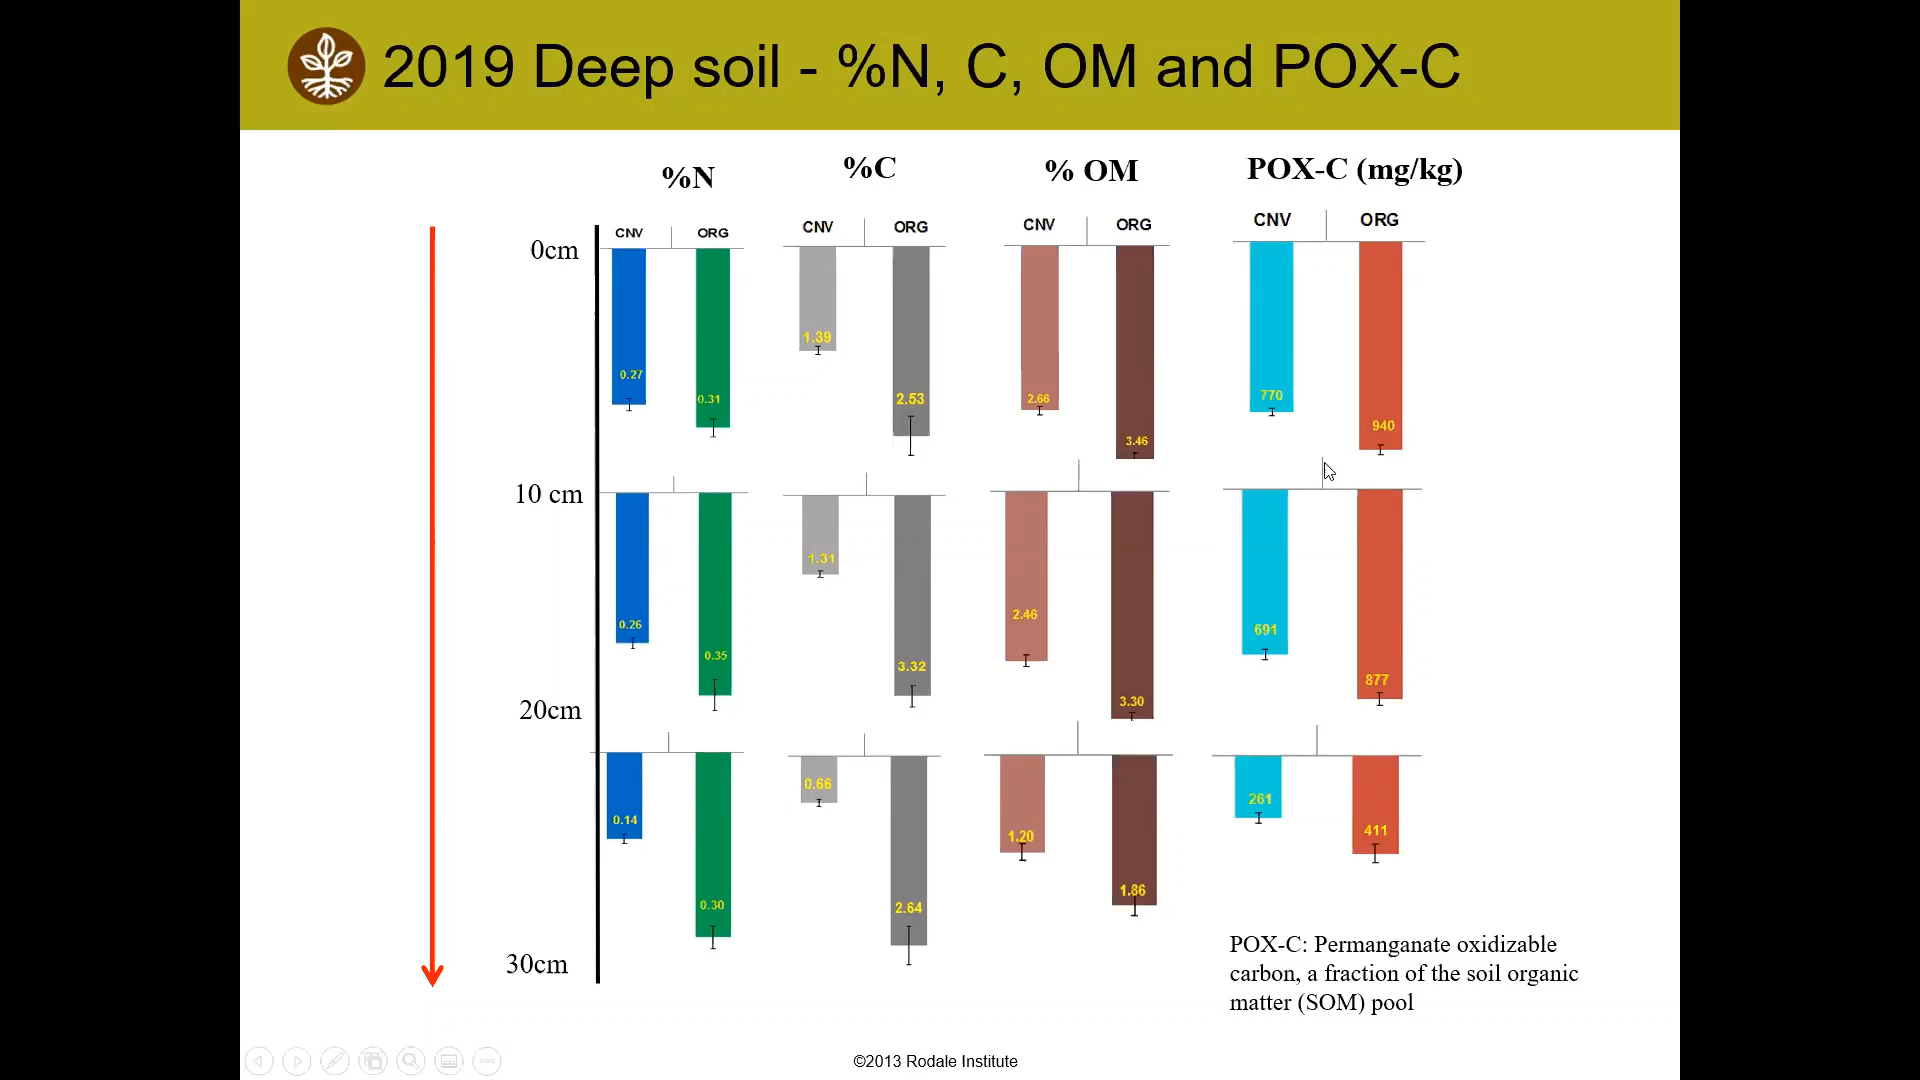 2019 Deep soil - %N, C, OM and POX-C
%N
%C
% OM
POX-C (mg/kg)
CNV ORG
CNV ORG
CNV ORG
CNV ORG
0cm
0.27 0.31
1.39 2.53
2.66 3.46
770 940
10 cm
0.26 0.35
1.31 3.32
2.46 3.30
691 877
20cm
0.14 0.30
0.66 2.64
1.20 1.86
261 411
30cm
POX-C: Permanganate oxidizable
carbon, a fraction of the soil organic
matter (SOM) pool
©2013 Rodale Institute